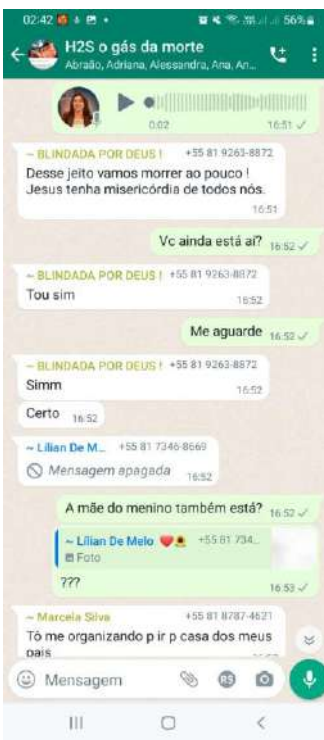 02:42
56%
H2S o gás da morte
Abraão, Adriana, Alessandra, Ana, An...
0:02 16:51
~ BLINDADA POR DEUS ! +55 81 9263-8872
Desse jeito vamos morrer ao pouco !
Jesus tenha misericórdia de todos nós.
16:51
Vc ainda está aí? 16:52
~ BLINDADA POR DEUS ! +55 81 9263-8872
Tou sim
16:52
Me aguarde 16:52
~ BLINDADA POR DEUS ! +55 81 9263-8872
Simm
16:52
Certo 16:52
~ Lílian De M... +55 81 7346-8669
Mensagem apagada 16:52
A mãe do menino também está? 16:52
~ Lílian De Melo +55 81 734...
Foto
???
16:53
~ Marcela Silva +55 81 8787-4621
Tô me organizando p ir p casa dos meus
pais
Mensagem